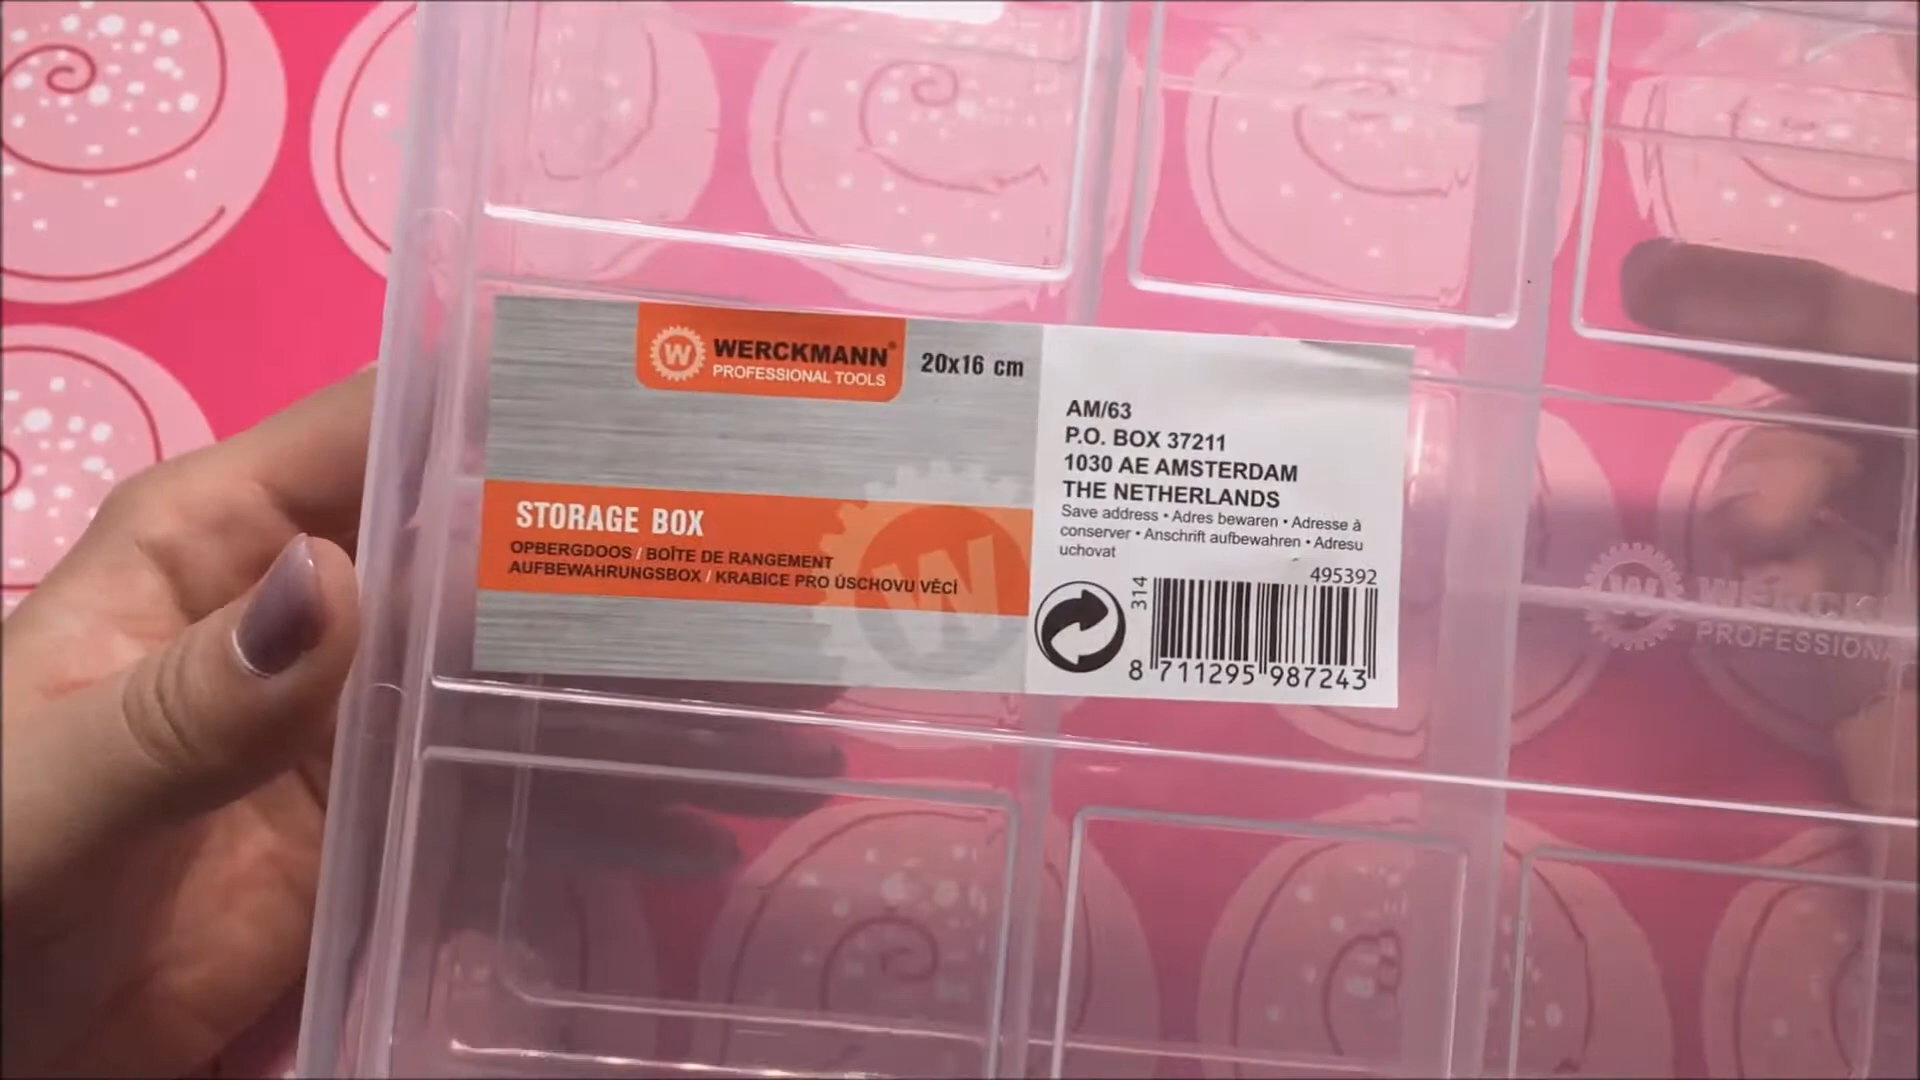 W WERCKMANN®
PROFESSIONAL TOOLS
20x16 cm
STORAGE BOX
OPBERGDOOS / BOÎTE DE RANGEMENT
AUFBEWAHRUNGSBOX / KRABICE PRO ÚSCHOVU VĚCÍ
W
AM/63
P.O. BOX 37211
1030 AE AMSTERDAM
THE NETHERLANDS
Save address • Adres bewaren • Adresse à
conserver • Anschrift aufbewahren • Adresu
uchovat
495392
314
8 711295 987243
W
PROFESSIONA